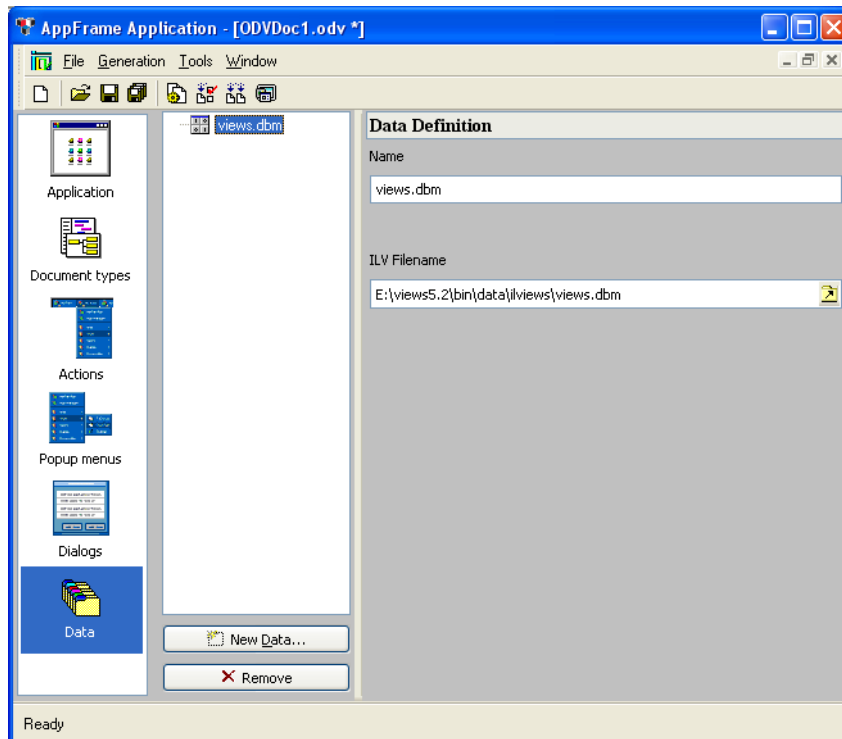 AppFrame Application - [ODVDoc1.odv *]
File Generation Tools Window
Application
Document types
Actions
Popup menus
Dialogs
Data
views.dbm
New Data...
Remove
Data Definition
Name
views.dbm
ILV Filename
E:\views5.2\bin\data\ilviews\views.dbm
Ready